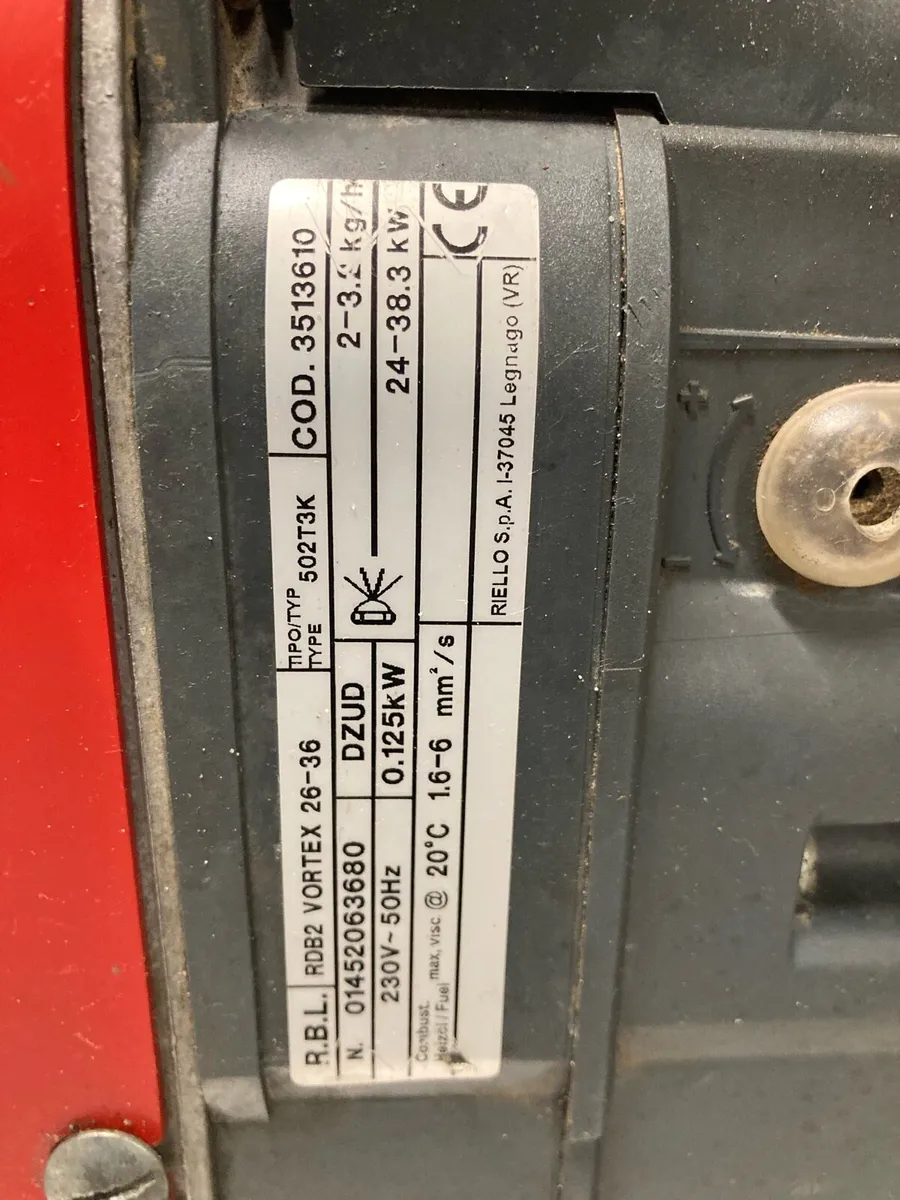 R.B.L. RDB2 VORTEX 26-36 TIPO/TYP TYPE 502T3K COD. 3513610
N. 01452063680 DZUD 2-3.2 kg/h
230V~50Hz 0.125kW 24-38.3 kW
Combust.
Heizöl/Fuel max. visc. @ 20°C 1.6-6 mm²/s CE
RIELLO S.p.A. I-37045 Legnago (VR)
+
-